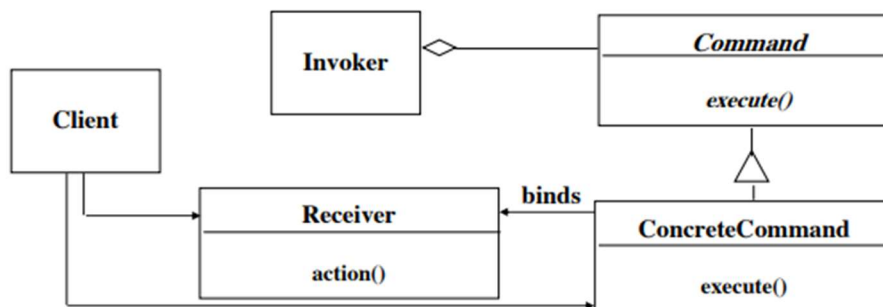 Invoker
Command
execute()
Client
Receiver
action()
binds
ConcreteCommand
execute()